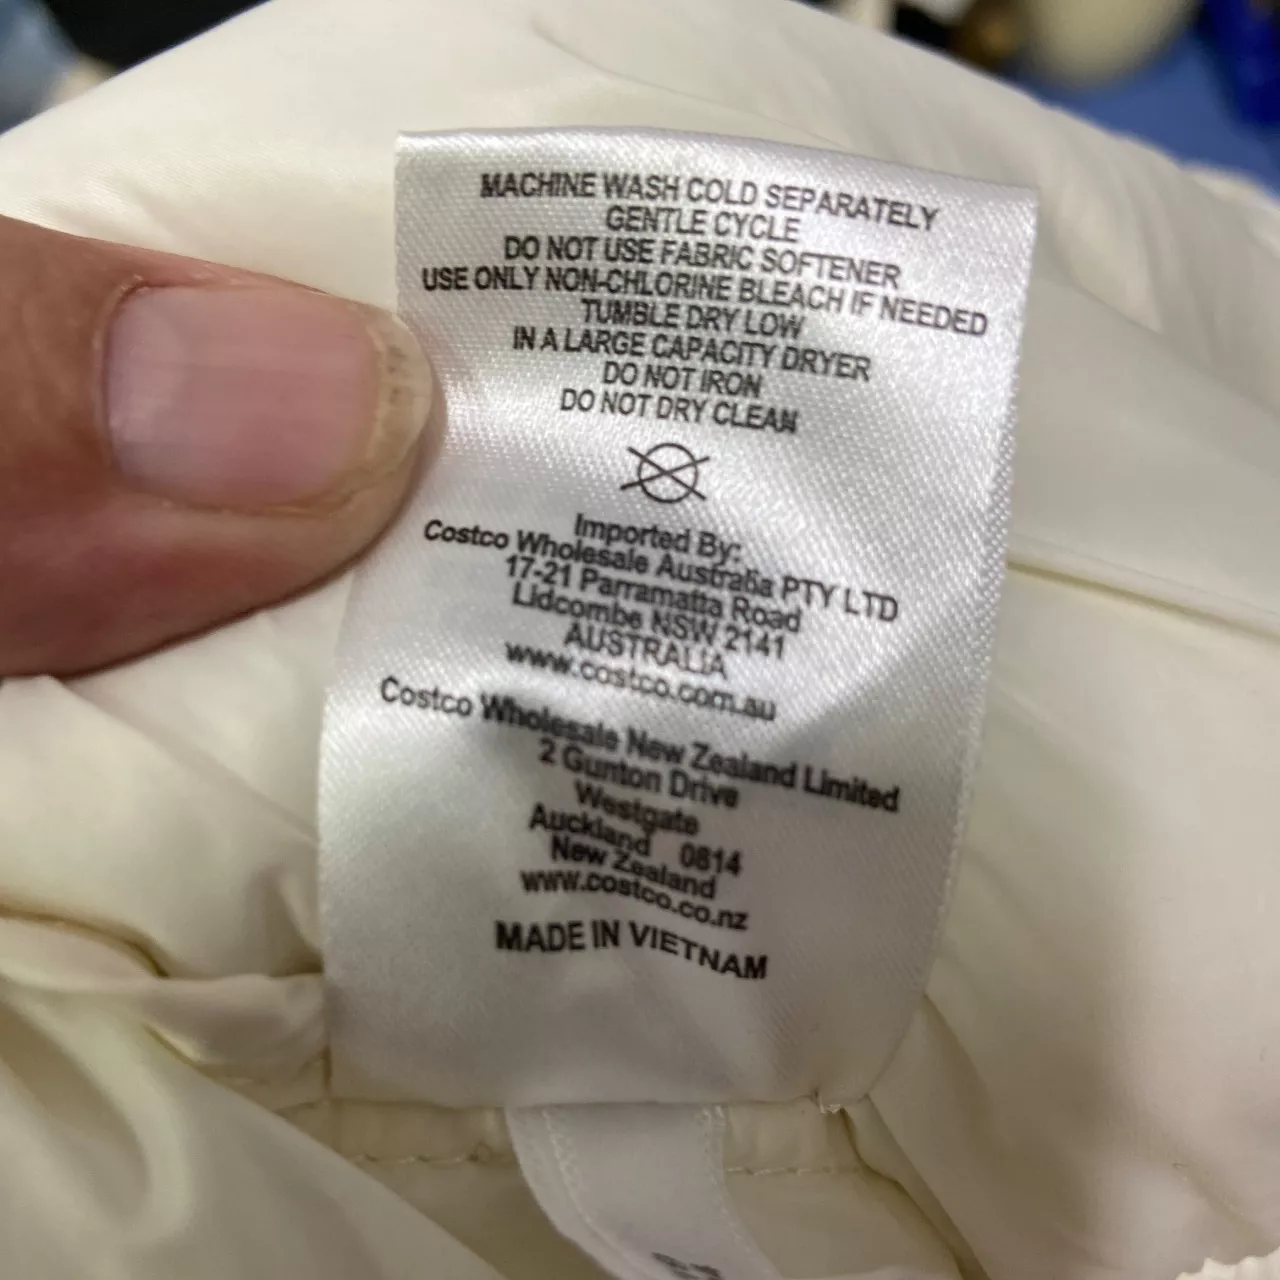 MACHINE WASH COLD SEPARATELY
GENTLE CYCLE
DO NOT USE FABRIC SOFTENER
USE ONLY NON-CHLORINE BLEACH IF NEEDED
TUMBLE DRY LOW
IN A LARGE CAPACITY DRYER
DO NOT IRON
DO NOT DRY CLEAN
Imported By:
Costco Wholesale Australia PTY LTD
17-21 Parramatta Road
Lidcombe NSW 2141
AUSTRALIA
www.costco.com.au
Costco Wholesale New Zealand Limited
2 Gunton Drive
Westgate
Auckland 0814
New Zealand
www.costco.co.nz
MADE IN VIETNAM